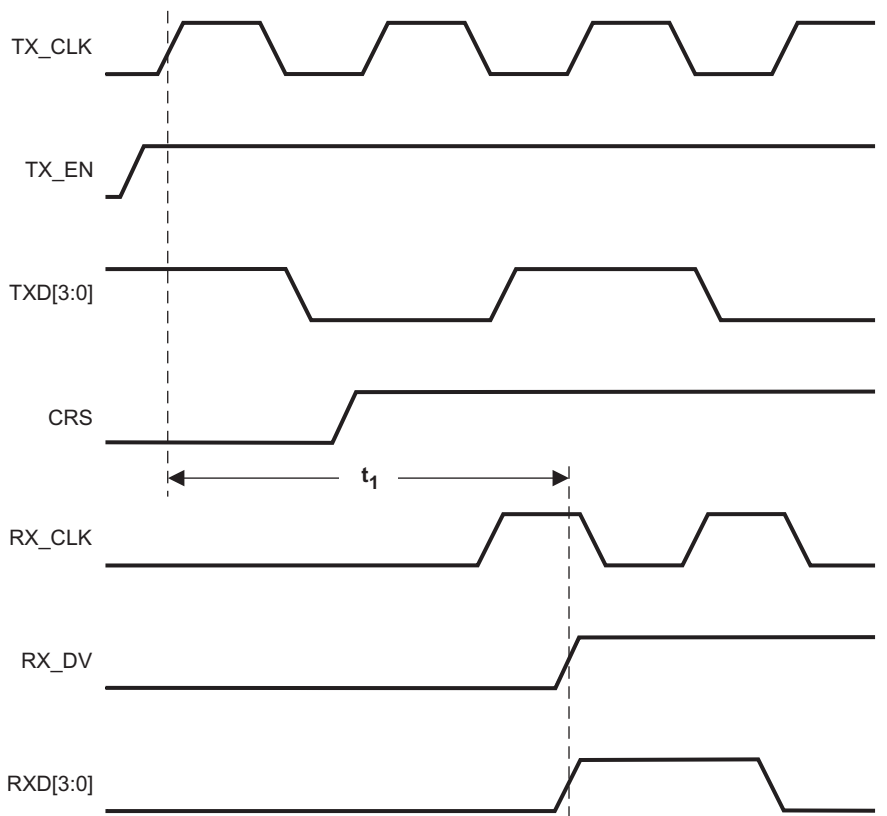 TX_CLK
TX_EN
TXD[3:0]
CRS
t1
RX_CLK
RX_DV
RXD[3:0]